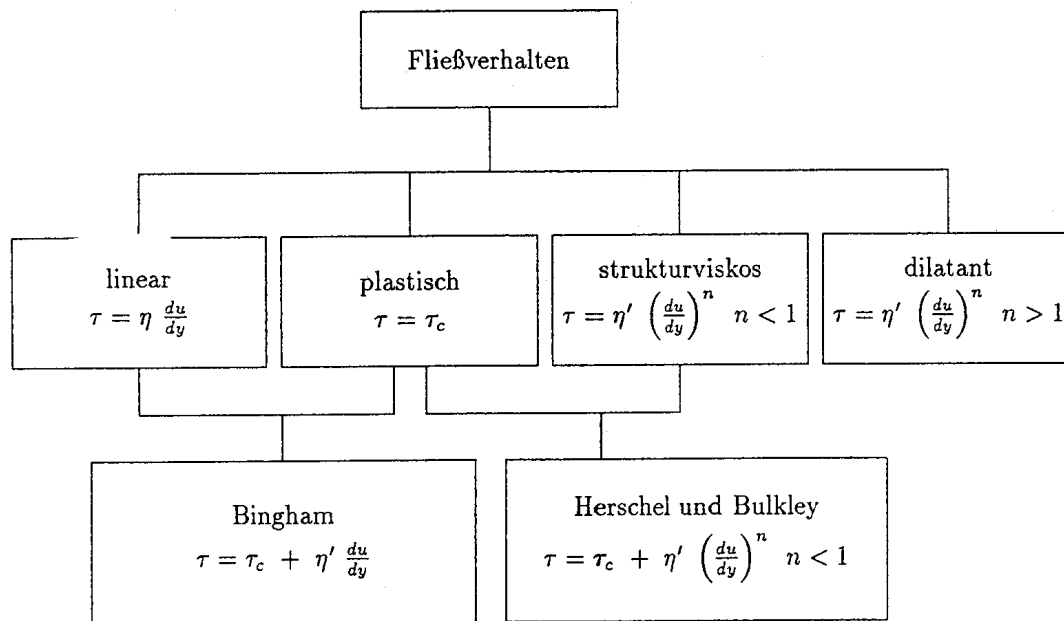 Fließverhalten
linear
τ = η du/dy
plastisch
τ = τ_c
strukturviskos
τ = η′ (du/dy)^n n < 1
dilatant
τ = η′ (du/dy)^n n > 1
Bingham
τ = τ_c + η′ du/dy
Herschel und Bulkley
τ = τ_c + η′ (du/dy)^n n < 1